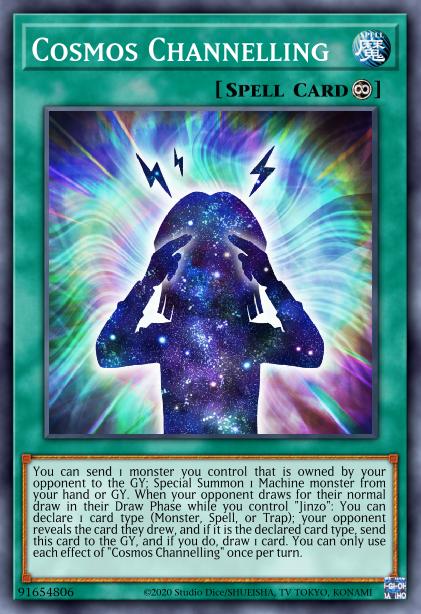 COSMOS CHANNELLING
SPELL
魔
[SPELL CARD♾]
You can send 1 monster you control that is owned by your
opponent to the GY; Special Summon 1 Machine monster from
your hand or GY. When your opponent draws for their normal
draw in their Draw Phase while you control "Jinzo": You can
declare 1 card type (Monster, Spell, or Trap); your opponent
reveals the card they drew, and if it is the declared card type, send
this card to the GY, and if you do, draw 1 card. You can only use
each effect of "Cosmos Channelling" once per turn.
91654806 ©2020 Studio Dice/SHUEISHA, TV TOKYO, KONAMI